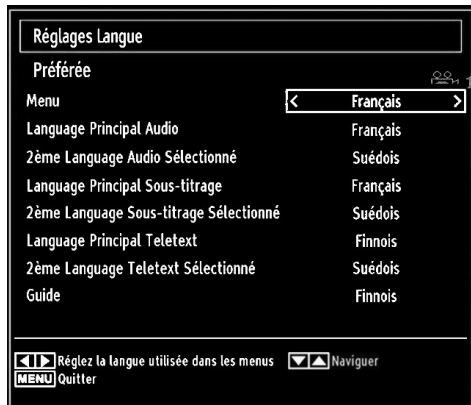 Réglages Langue
Préférée
Menu < Français >
Language Principal Audio Français
2ème Language Audio Sélectionné Suédois
Language Principal Sous-titrage Français
2ème Language Sous-titrage Sélectionné Suédois
Language Principal Teletext Finnois
2ème Language Teletext Sélectionné Suédois
Guide Finnois
Réglez la langue utilisée dans les menus Naviguer
MENU Quitter